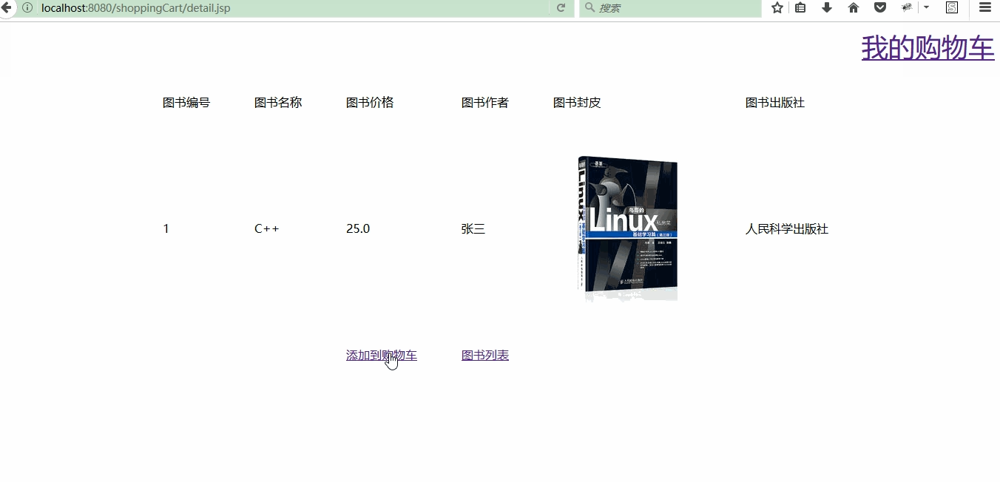 localhost:8080/shoppingCart/detail.jsp
搜索
我的购物车
图书编号 图书名称 图书价格 图书作者 图书封皮 图书出版社
鸟哥的
Linux 私房菜
基础学习篇(第三版)
Linux
1 C++ 25.0 张三 人民科学出版社
添加到购物车 图书列表